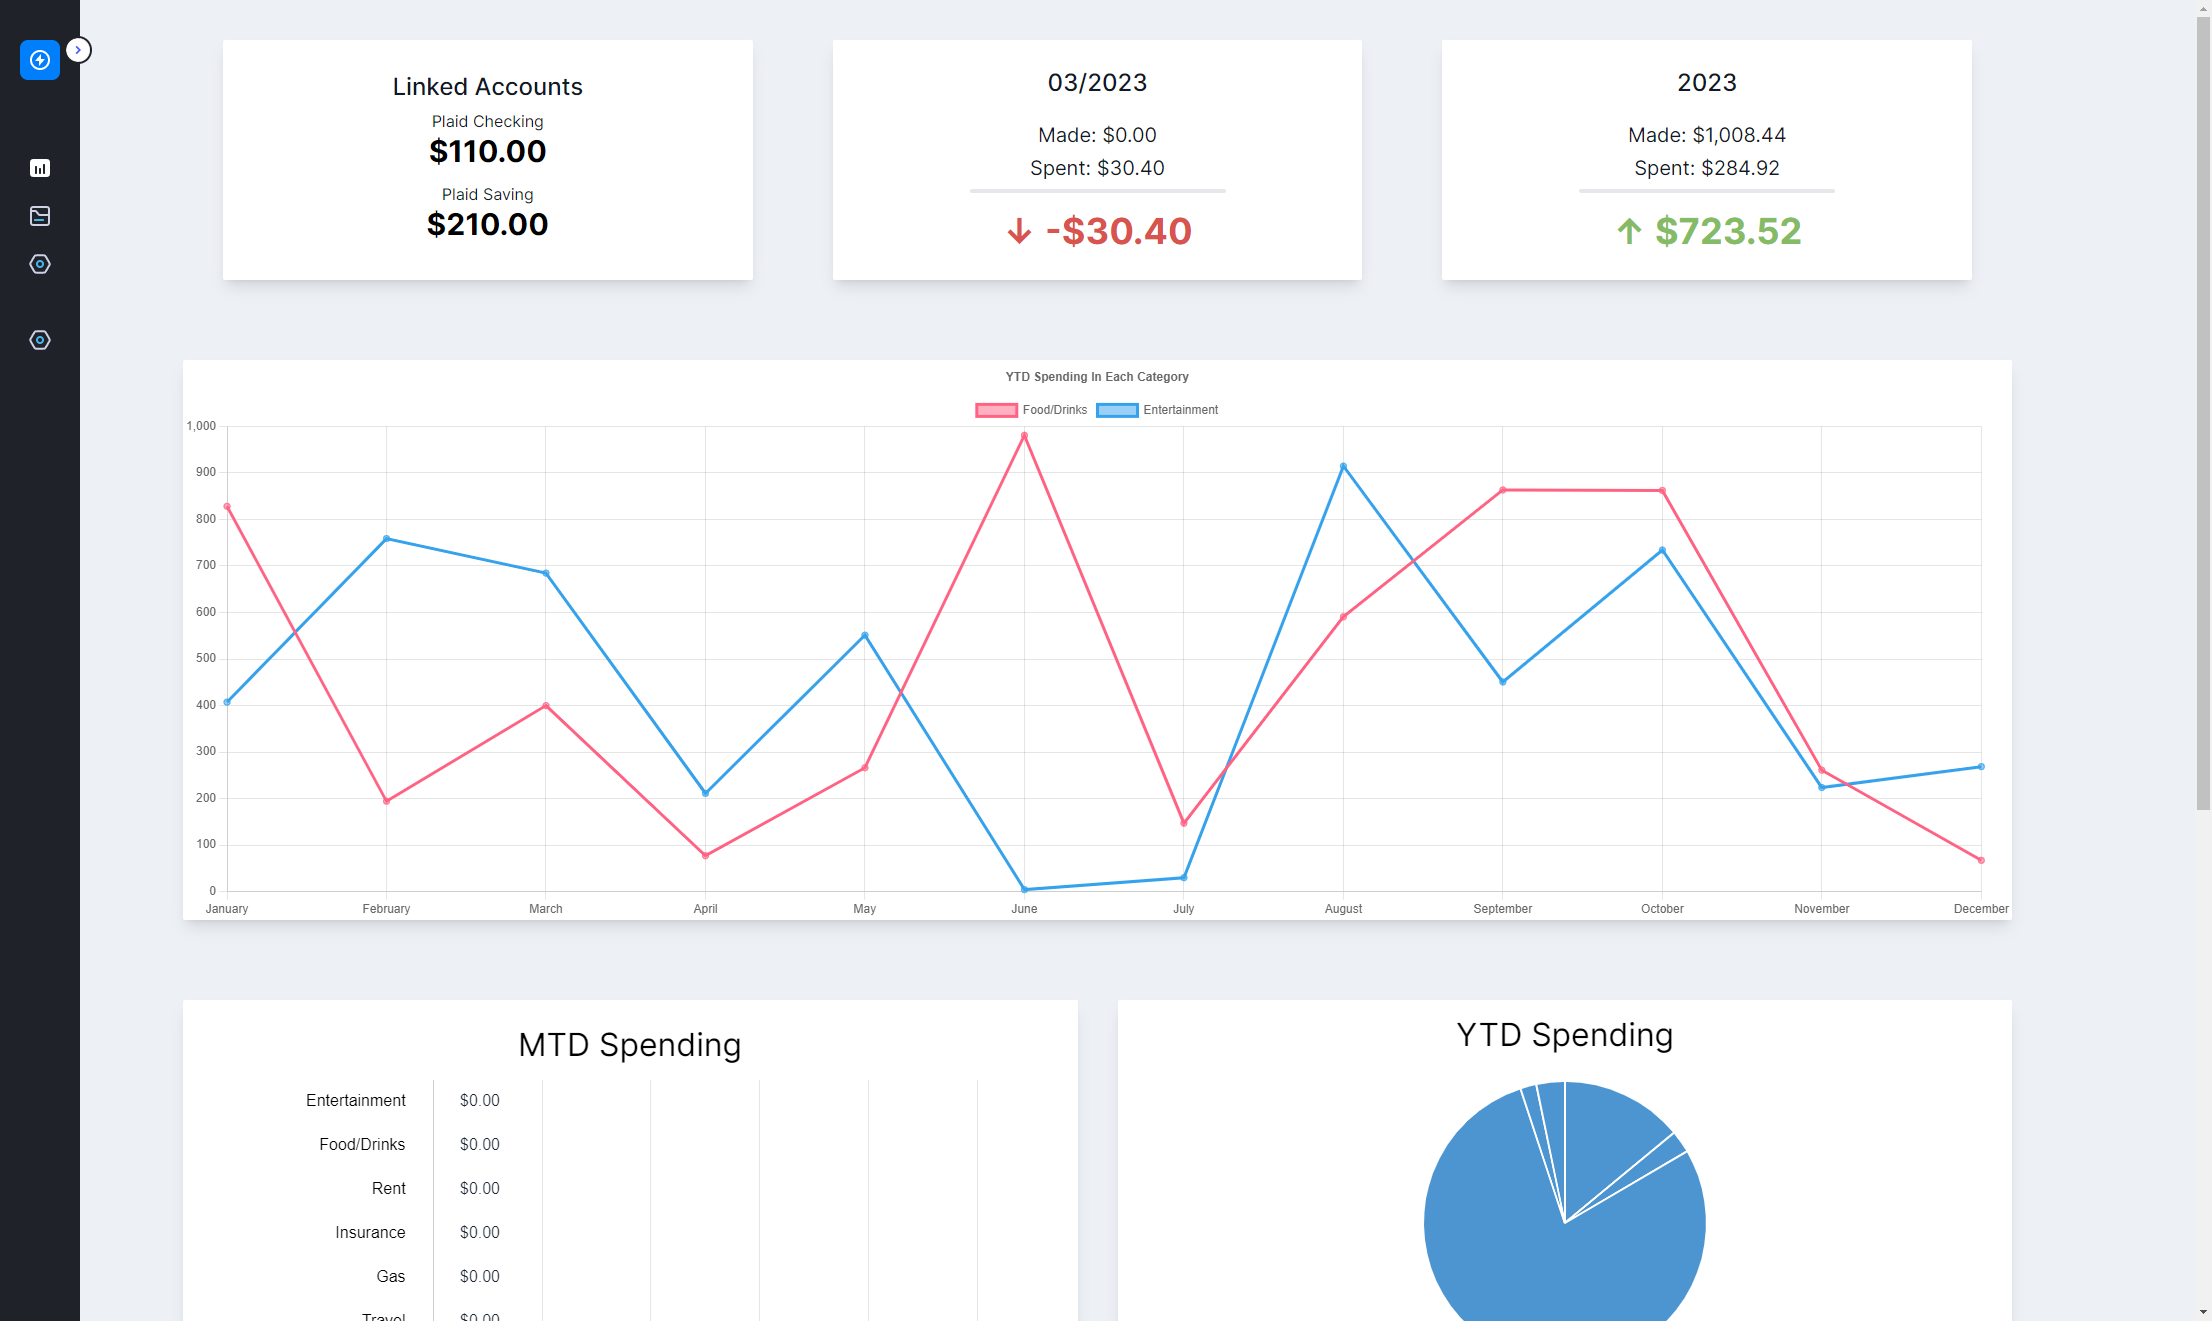 Linked Accounts
Plaid Checking
$110.00
Plaid Saving
$210.00
03/2023
Made: $0.00
Spent: $30.40
-$30.40
2023
Made: $1,008.44
Spent: $284.92
$723.52
YTD Spending In Each Category
Food/Drinks Entertainment
1,000
900
800
700
600
500
400
300
200
100
0
January February March April May June July August September October November December
MTD Spending
Entertainment $0.00
Food/Drinks $0.00
Rent $0.00
Insurance $0.00
Gas $0.00
Travel $0.00
YTD Spending